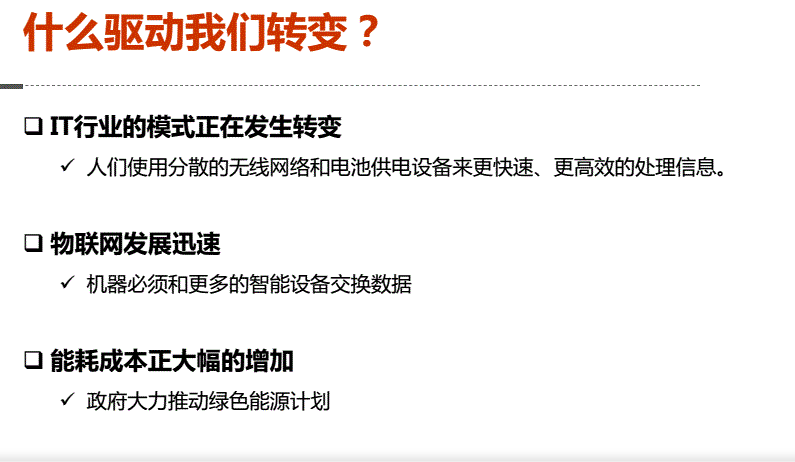 什么驱动我们转变？
IT行业的模式正在发生转变
人们使用分散的无线网络和电池供电设备来更快速、更高效的处理信息。
物联网发展迅速
机器必须和更多的智能设备交换数据
能耗成本正大幅的增加
政府大力推动绿色能源计划